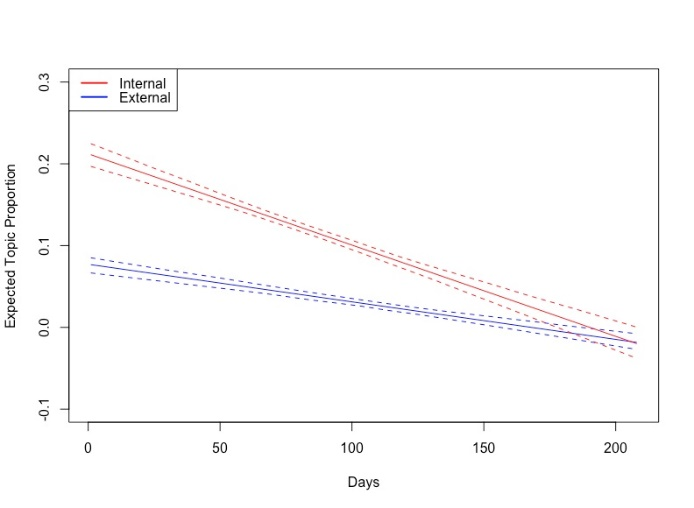 Internal
External
Expected Topic Proportion
0.3
0.2
0.1
0.0
-0.1
0 50 100 150 200
Days